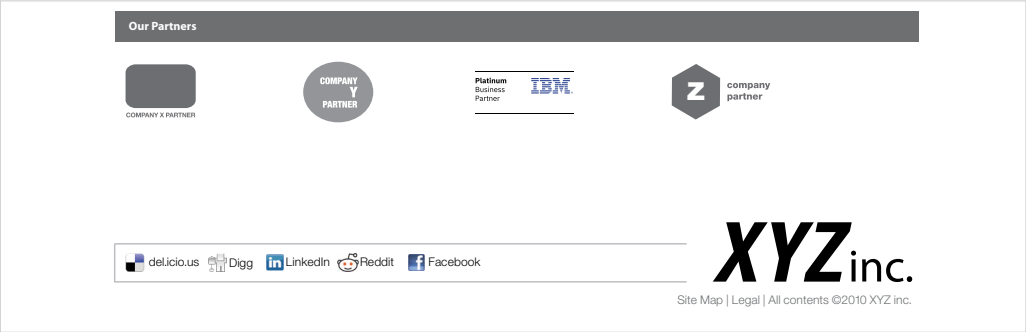 Our Partners
COMPANY X PARTNER
COMPANY
Y
PARTNER
Platinum
Business
Partner
IBM.
Z
company
partner
del.icio.us Digg LinkedIn Reddit Facebook
XYZ inc.
Site Map | Legal | All contents ©2010 XYZ inc.